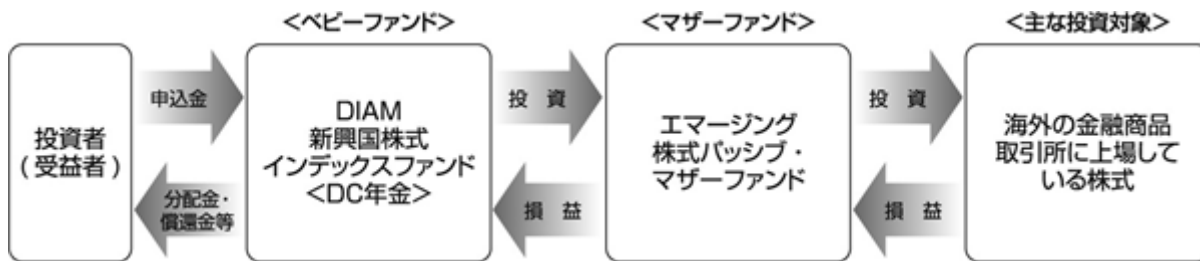 <ベビーファンド>
<マザーファンド>
<主な投資対象>
投資者
(受益者)
申込金
分配金・
償還金等
DIAM
新興国株式
インデックスファンド
<DC年金>
投 資
損 益
エマージング
株式パッシブ・
マザーファンド
投 資
損 益
海外の金融商品
取引所に上場して
いる株式